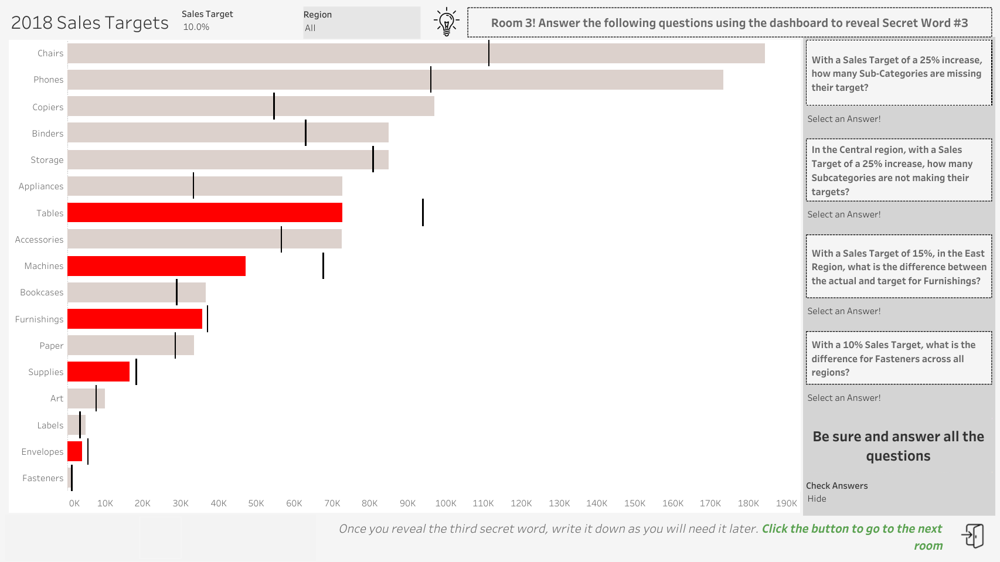 2018 Sales Targets
Sales Target
10.0%
Region
All
Room 3! Answer the following questions using the dashboard to reveal Secret Word #3
Chairs
Phones
Copiers
Binders
Storage
Appliances
Tables
Accessories
Machines
Bookcases
Furnishings
Paper
Supplies
Art
Labels
Envelopes
Fasteners
0K 10K 20K 30K 40K 50K 60K 70K 80K 90K 100K 110K 120K 130K 140K 150K 160K 170K 180K 190K
With a Sales Target of a 25% increase,
how many Sub-Categories are missing
their target?
Select an Answer!
In the Central region, with a Sales
Target of a 25% increase, how many
Subcategories are not making their
targets?
Select an Answer!
With a Sales Target of 15%, in the East
Region, what is the difference between
the actual and target for Furnishings?
Select an Answer!
With a 10% Sales Target, what is the
difference for Fasteners across all
regions?
Select an Answer!
Be sure and answer all the
questions
Check Answers
Hide
Once you reveal the third secret word, write it down as you will need it later. Click the button to go to the next
room